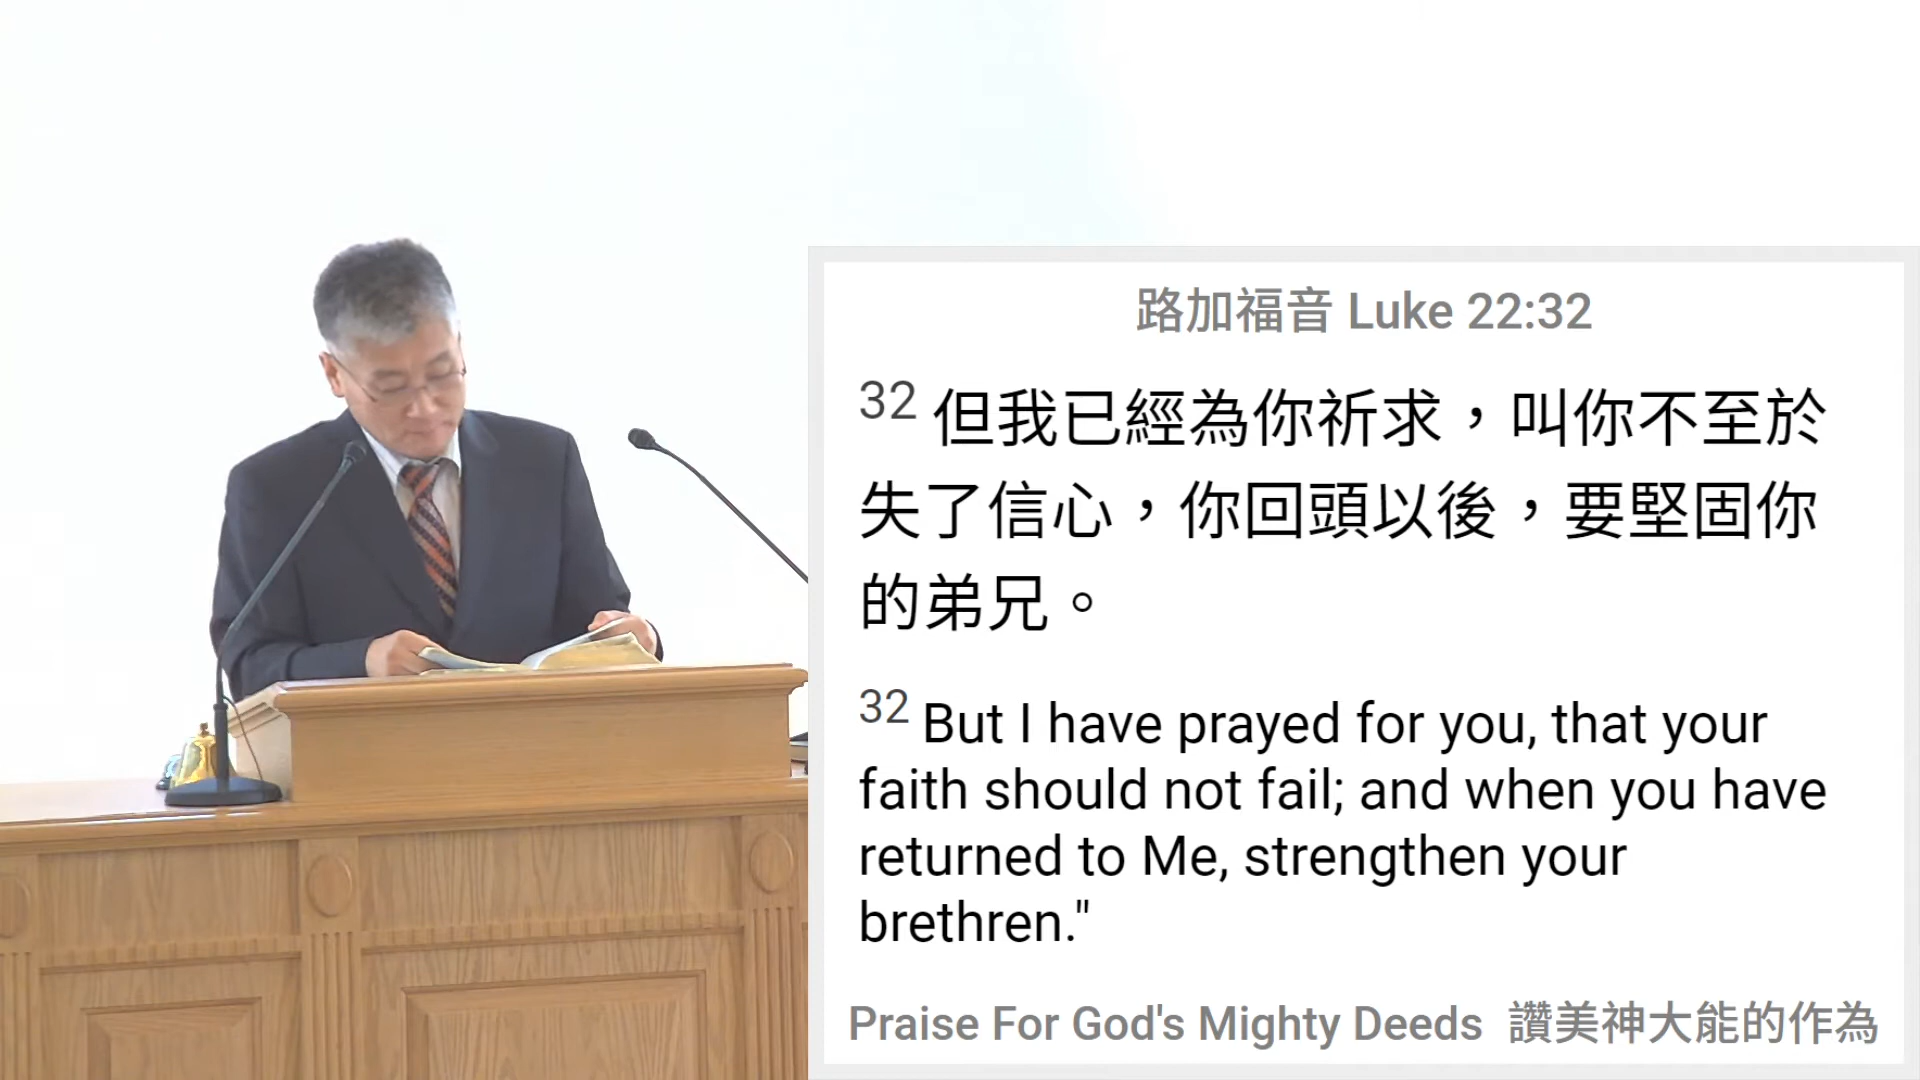 路加福音 Luke 22:32
32 但我已經為你祈求，叫你不至於
失了信心，你回頭以後，要堅固你
的弟兄。
32 But I have prayed for you, that your
faith should not fail; and when you have
returned to Me, strengthen your
brethren."
Praise For God's Mighty Deeds 讚美神大能的作為